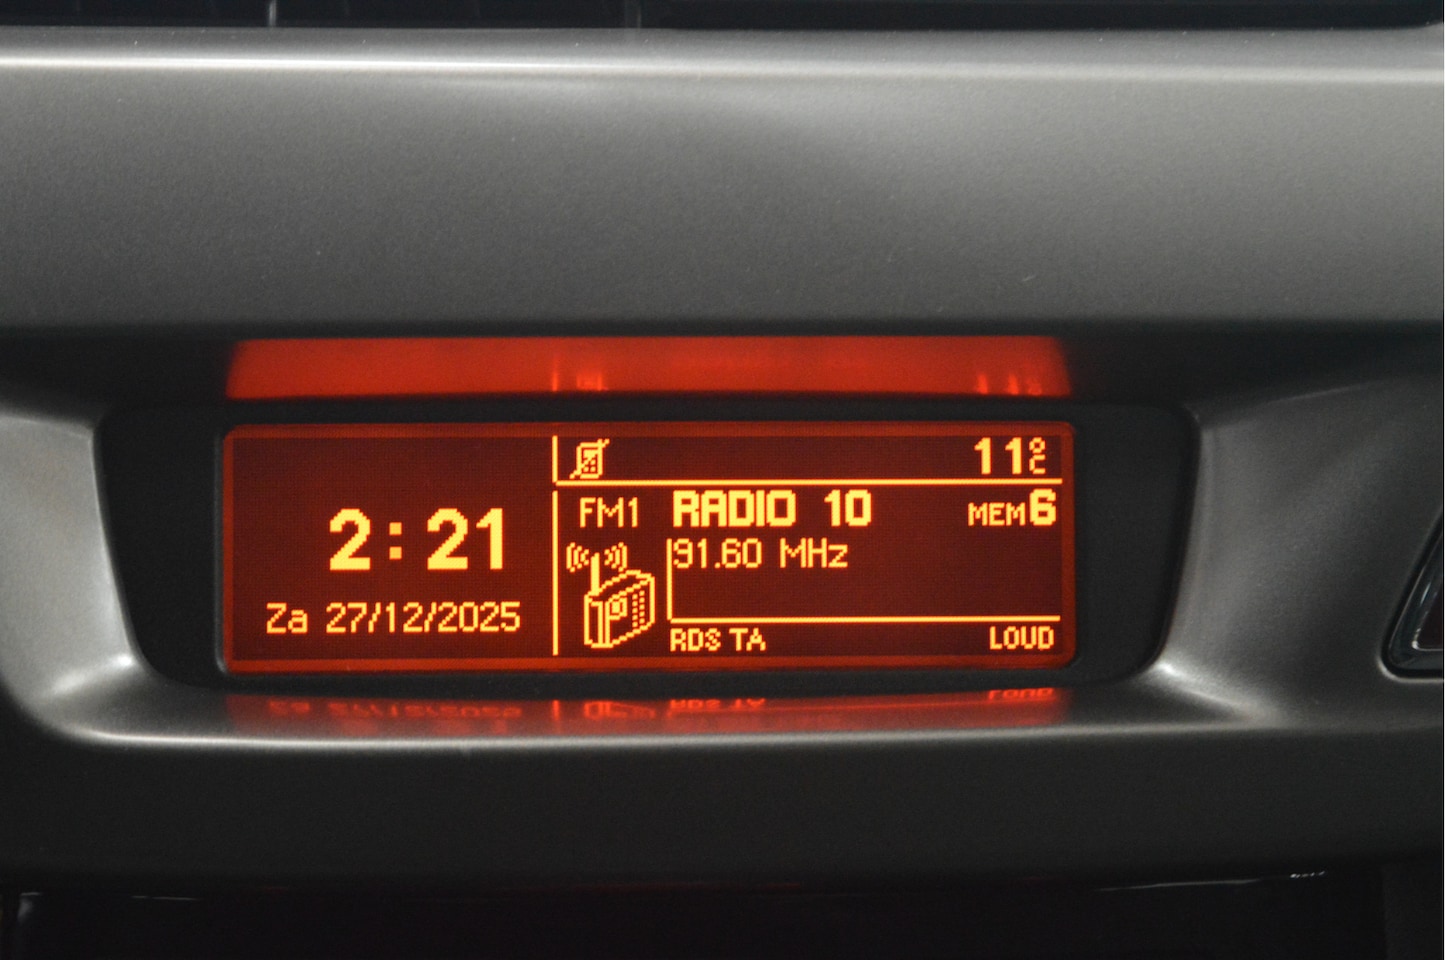 11°C
2:21
FM1 RADIO 10 MEM6
91.60 MHz
Za 27/12/2025
RDS TA LOUD